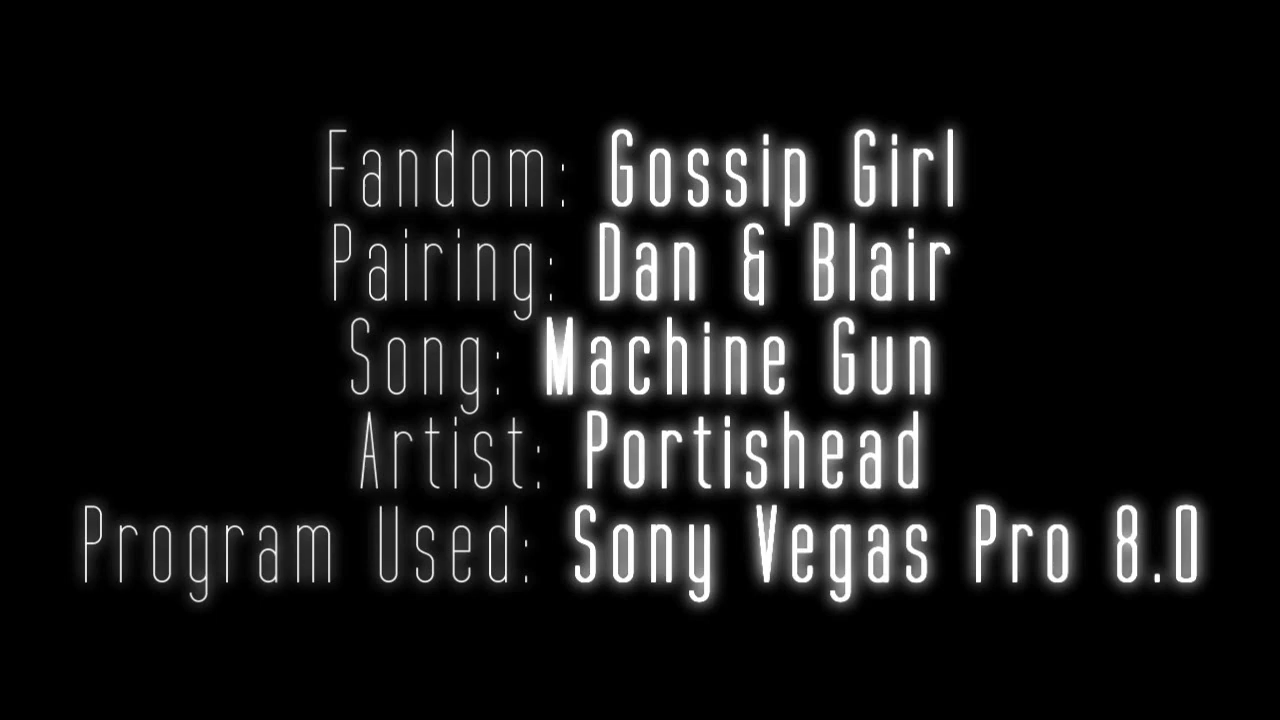 Fandom: Gossip Girl
Pairing: Dan & Blair
Song: Machine Gun
Artist: Portishead
Program Used: Sony Vegas Pro 8.0